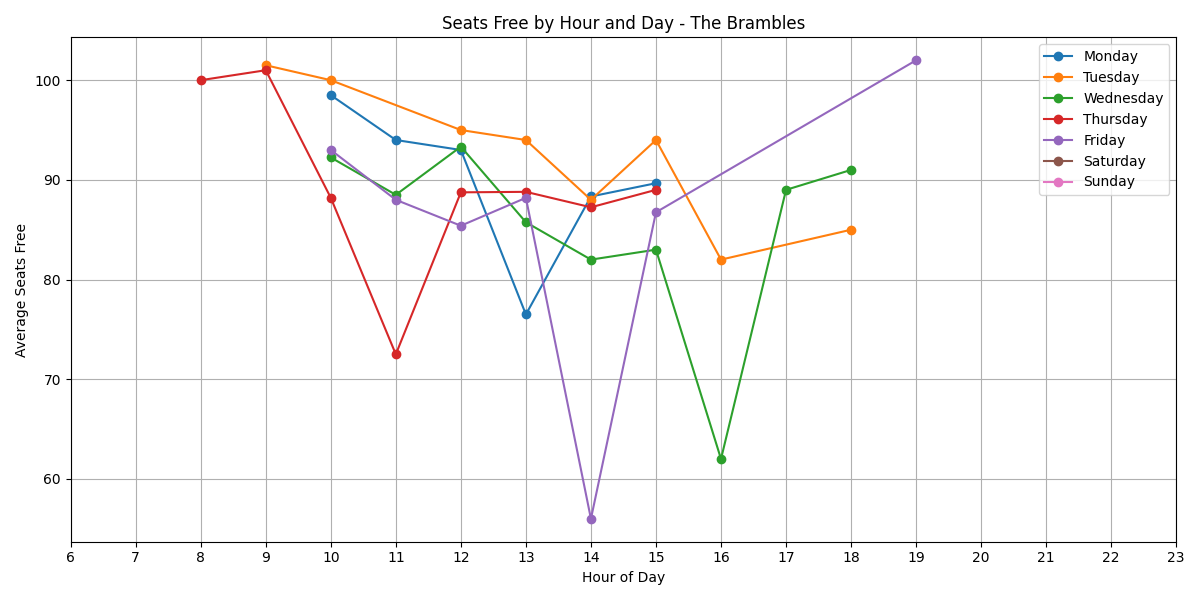 Seats Free by Hour and Day - The Brambles
Average Seats Free
100
90
80
70
60
Monday
Tuesday
Wednesday
Thursday
Friday
Saturday
Sunday
6 7 8 9 10 11 12 13 14 15 16 17 18 19 20 21 22 23
Hour of Day